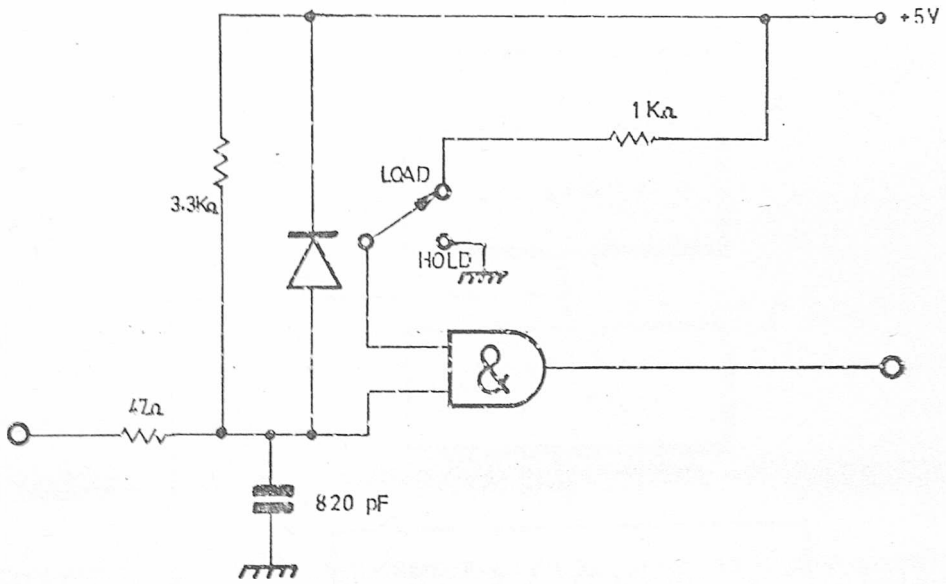 +5V
1 KΩ
LOAD
3.3KΩ
HOLD
&
47Ω
820 pF